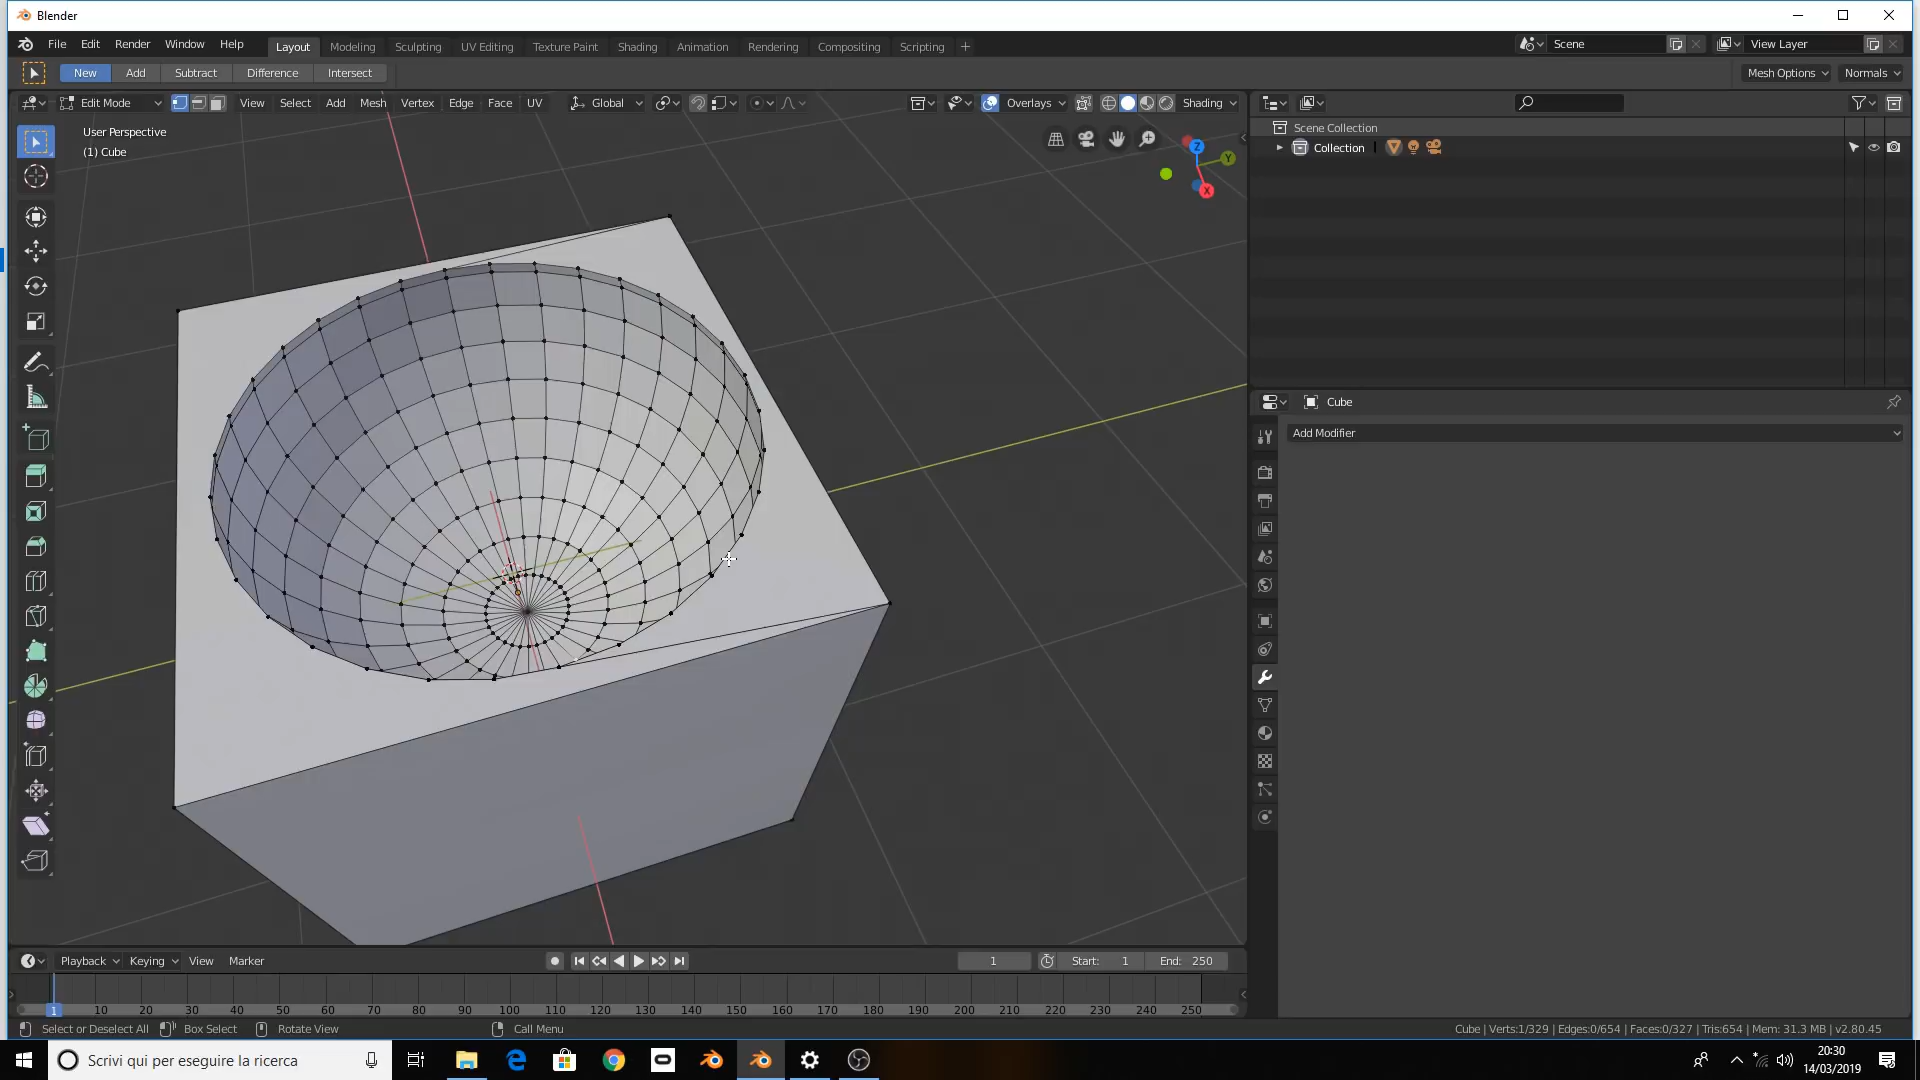 Blender
File Edit Render Window Help Layout Modeling Sculpting UV Editing Texture Paint Shading Animation Rendering Compositing Scripting + Scene View Layer
New Add Subtract Difference Intersect Mesh Options Normals
Edit Mode View Select Add Mesh Vertex Edge Face UV Global Overlays Shading
User Perspective
(1) Cube
Z
Y
X
Scene Collection
Collection
Cube
Add Modifier
Playback Keying View Marker 1 Start: 1 End: 250
1 10 20 30 40 50 60 70 80 90 100 110 120 130 140 150 160 170 180 190 200 210 220 230 240 250
Select or Deselect All Box Select Rotate View Call Menu Cube | Verts:1/329 | Edges:0/654 | Faces:0/327 | Tris:654 | Mem: 31.3 MB | v2.80.45
Scrivi qui per eseguire la ricerca
20:30
14/03/2019